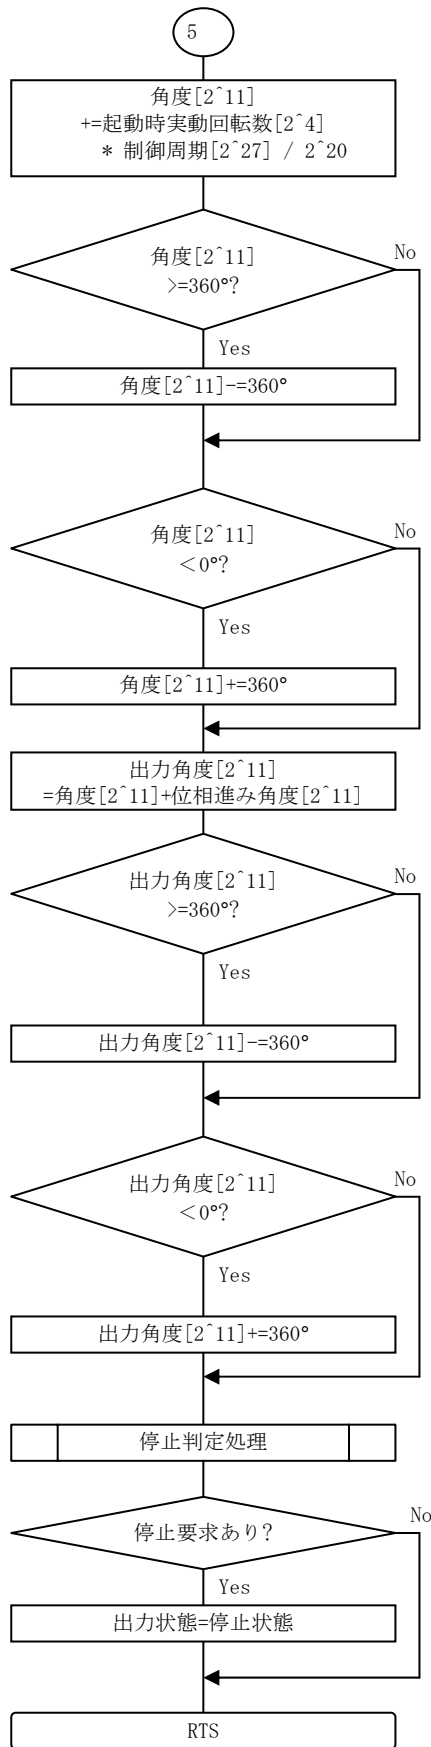 5
角度[2^11]
+=起動時実動回転数[2^4]
* 制御周期[2^27] / 2^20
角度[2^11]
>=360°?
No
Yes
角度[2^11]-=360°
角度[2^11]
＜0°?
No
Yes
角度[2^11]+=360°
出力角度[2^11]
=角度[2^11]+位相進み角度[2^11]
出力角度[2^11]
>=360°?
No
Yes
出力角度[2^11]-=360°
出力角度[2^11]
＜0°?
No
Yes
出力角度[2^11]+=360°
停止判定処理
停止要求あり?
No
Yes
出力状態=停止状態
RTS